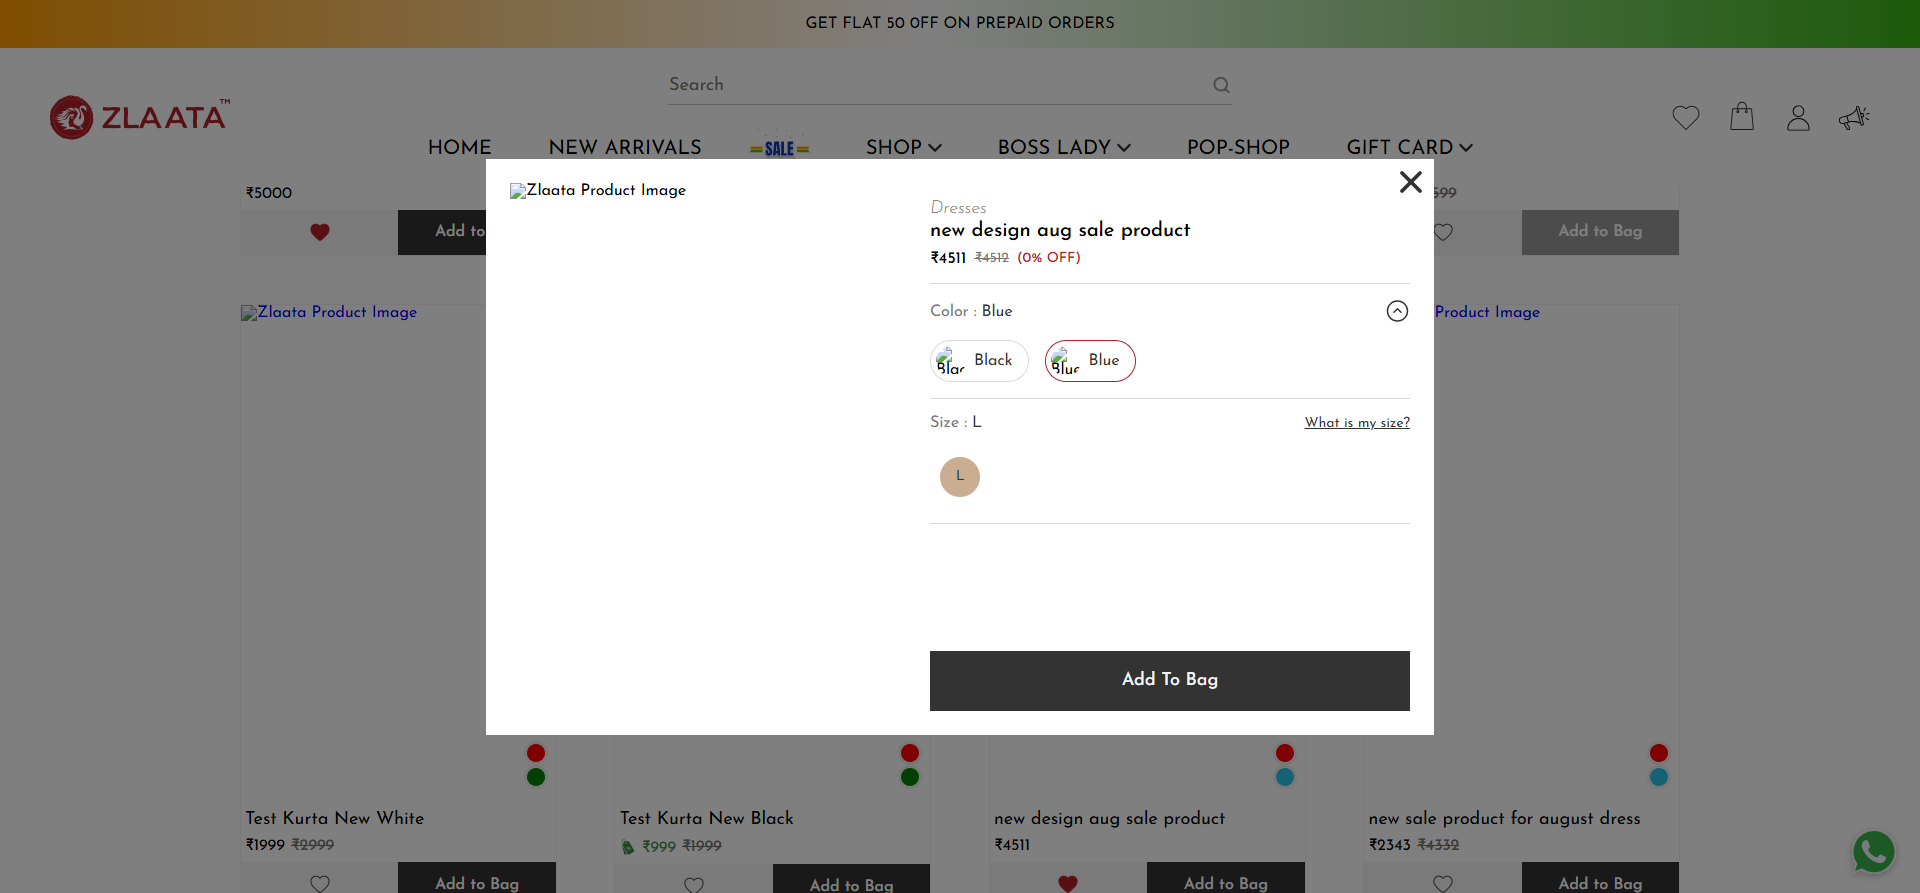 GET FLAT 50 OFF ON PREPAID ORDERS
Search
ZLAATA™
HOME NEW ARRIVALS SALE SHOP BOSS LADY POP-SHOP GIFT CARD
₹5000
Add to
599
Add to Bag
Zlaata Product Image
Dresses
new design aug sale product
₹4511 ₹4512 (0% OFF)
Color : Blue
Black
Blue
Size : L
What is my size?
L
Add To Bag
Zlaata Product Image
Product Image
Test Kurta New White
₹1999 ₹2999
Add to Bag
Test Kurta New Black
₹999 ₹1999
Add to Bag
new design aug sale product
₹4511
Add to Bag
new sale product for august dress
₹2343 ₹4332
Add to Bag